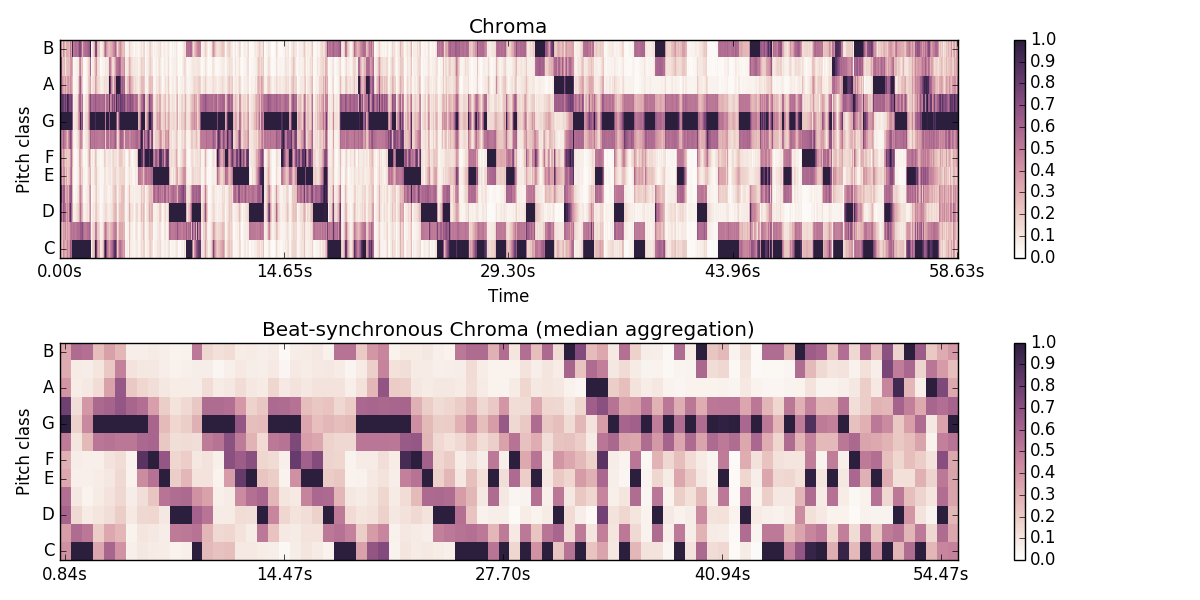 Chroma
B
A
G
F
E
D
C
Pitch class
0.00s 14.65s 29.30s 43.96s 58.63s
Time
1.0
0.9
0.8
0.7
0.6
0.5
0.4
0.3
0.2
0.1
0.0
Beat-synchronous Chroma (median aggregation)
B
A
G
F
E
D
C
Pitch class
0.84s 14.47s 27.70s 40.94s 54.47s
1.0
0.9
0.8
0.7
0.6
0.5
0.4
0.3
0.2
0.1
0.0